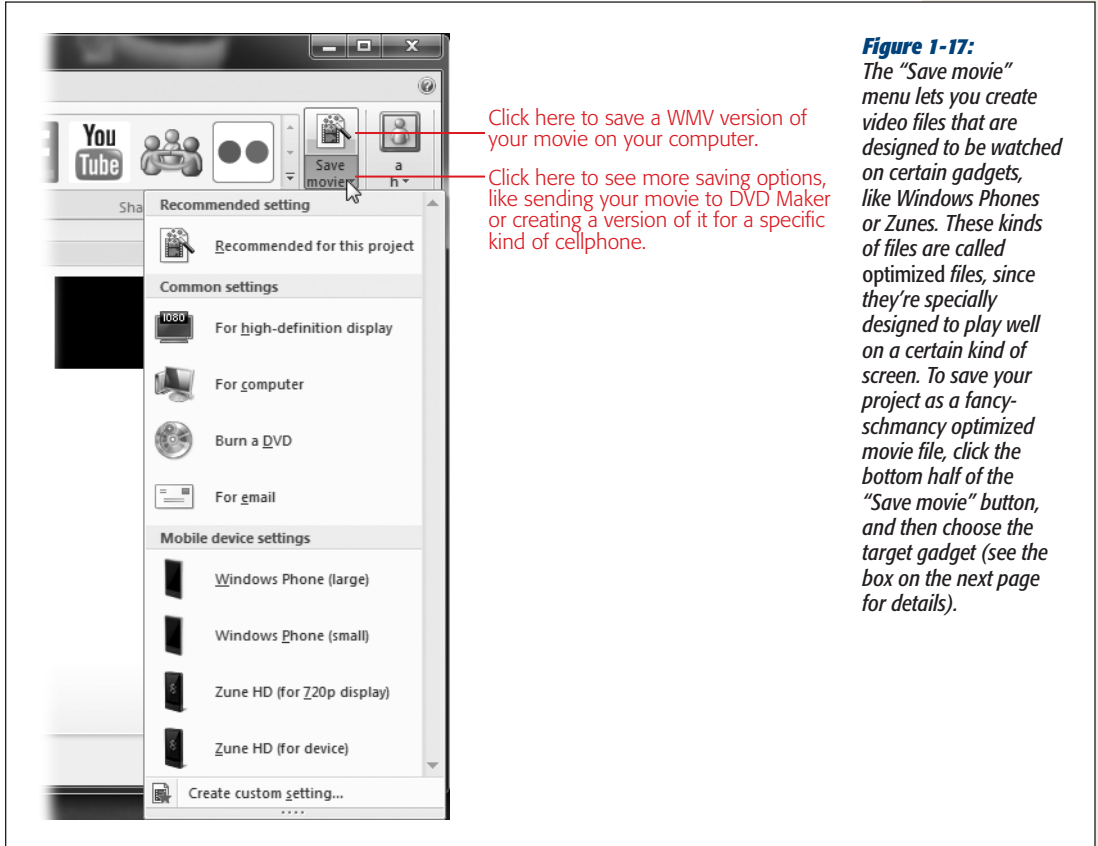 You
Tube
Save
movie
a
h
Sha
Recommended setting
Recommended for this project
Common settings
1080
For high-definition display
For computer
Burn a DVD
For email
Mobile device settings
Windows Phone (large)
Windows Phone (small)
Zune HD (for 720p display)
Zune HD (for device)
Create custom setting...
Click here to save a WMV version of
your movie on your computer.
Click here to see more saving options,
like sending your movie to DVD Maker
or creating a version of it for a specific
kind of cellphone.
Figure 1-17:
The “Save movie”
menu lets you create
video files that are
designed to be watched
on certain gadgets,
like Windows Phones
or Zunes. These kinds
of files are called
optimized files, since
they’re specially
designed to play well
on a certain kind of
screen. To save your
project as a fancy-
schmancy optimized
movie file, click the
bottom half of the
“Save movie” button,
and then choose the
target gadget (see the
box on the next page
for details).